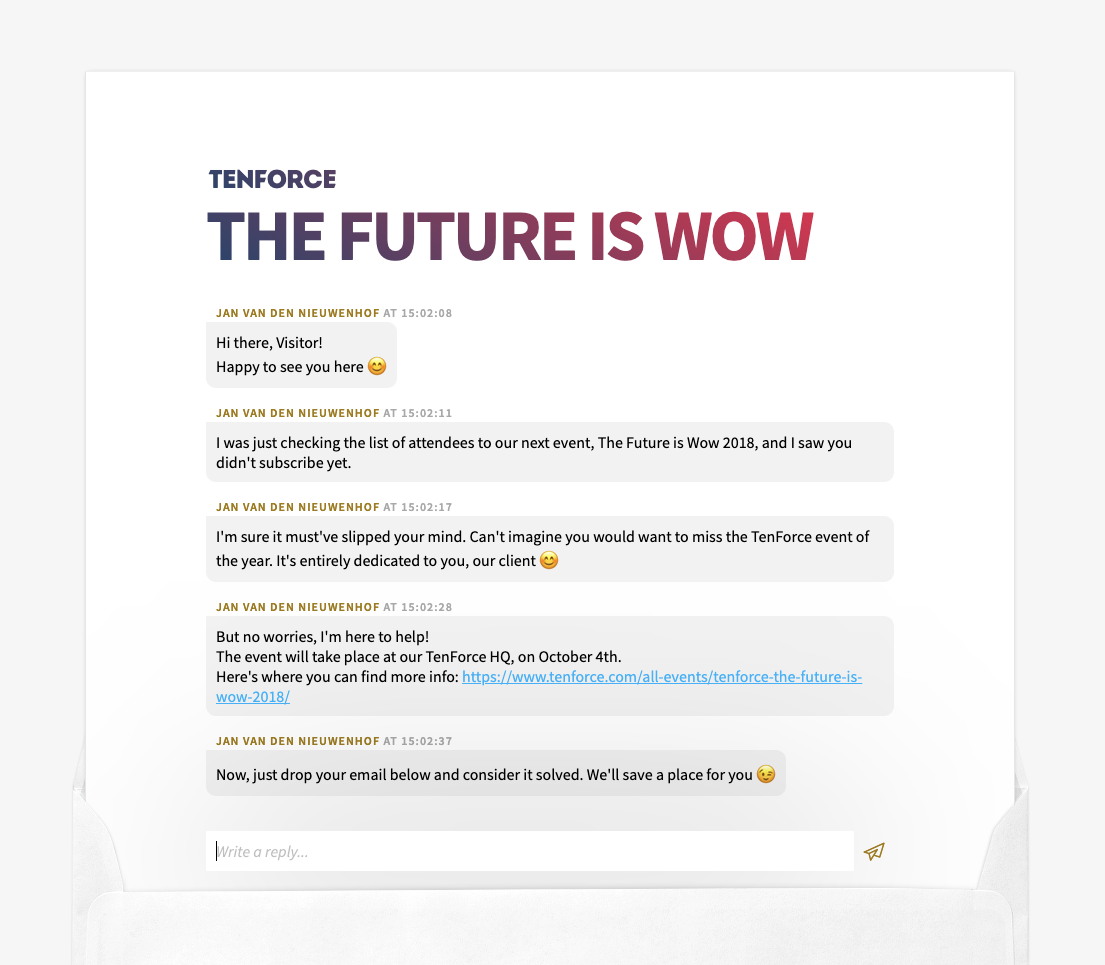 TENFORCE
THE FUTURE IS WOW
JAN VAN DEN NIEUWENHOF AT 15:02:08
Hi there, Visitor!
Happy to see you here 😊
JAN VAN DEN NIEUWENHOF AT 15:02:11
I was just checking the list of attendees to our next event, The Future is Wow 2018, and I saw you
didn't subscribe yet.
JAN VAN DEN NIEUWENHOF AT 15:02:17
I'm sure it must've slipped your mind. Can't imagine you would want to miss the TenForce event of
the year. It's entirely dedicated to you, our client 😊
JAN VAN DEN NIEUWENHOF AT 15:02:28
But no worries, I'm here to help!
The event will take place at our TenForce HQ, on October 4th.
Here's where you can find more info: https://www.tenforce.com/all-events/tenforce-the-future-is-
wow-2018/
JAN VAN DEN NIEUWENHOF AT 15:02:37
Now, just drop your email below and consider it solved. We'll save a place for you 😉
Write a reply...